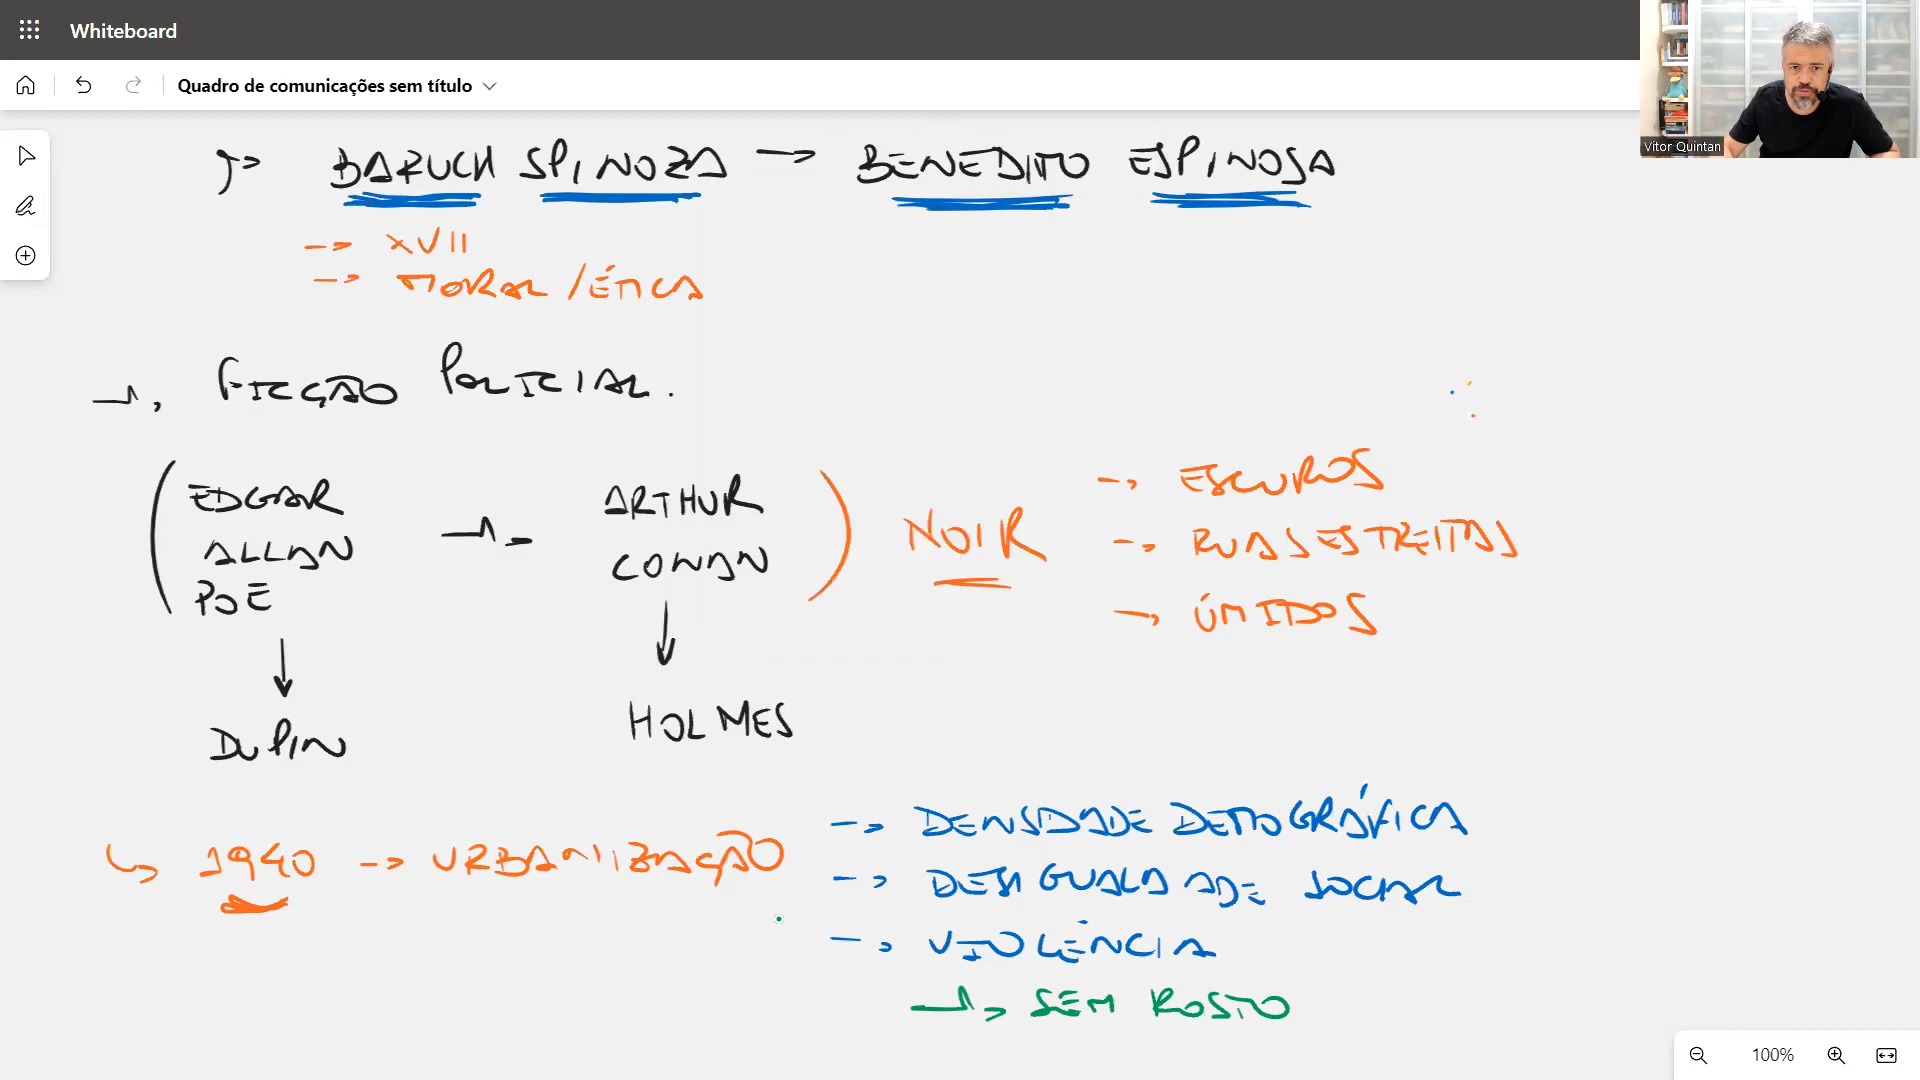 Whiteboard
Quadro de comunicações sem título
Vitor Quintan
BARUCH SPINOZA → BENEDITO ESPINOSA
→ XVII
→ MORAL / ÉTICA
→ FICÇÃO POLICIAL.
EDGAR ALLAN POE → ARTHUR CONAN
NOIR
→ ESCUROS
→ RUAS ESTREITAS
→ ÚMIDOS
DUPIN
HOLMES
↳ 1940 → URBANIZAÇÃO
→ DENSIDADE DEMOGRÁFICA
→ DESIGUALDADE SOCIAL
→ VIOLÊNCIA
→ SEM ROSTO
100%